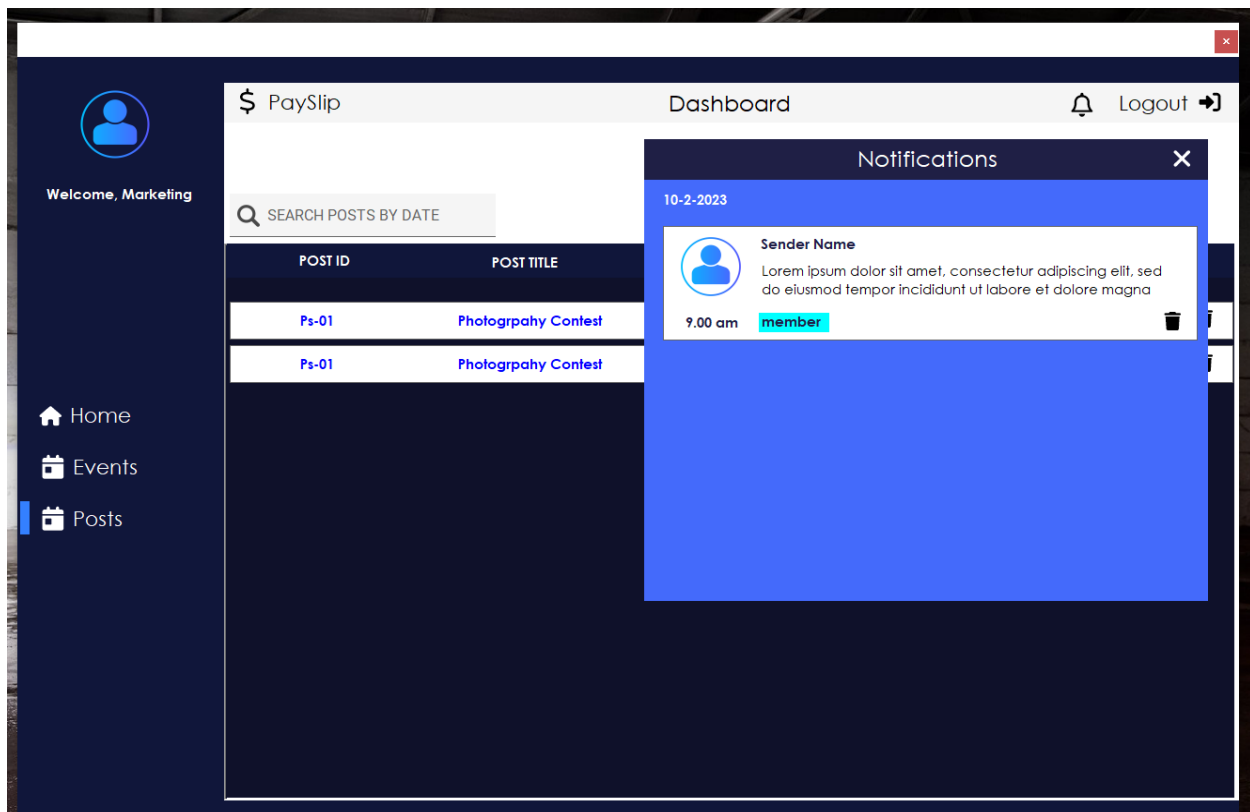 $ PaySlip
Dashboard
Logout
Welcome, Marketing
SEARCH POSTS BY DATE
POST ID
POST TITLE
Ps-01
Photogrpahy Contest
Ps-01
Photogrpahy Contest
Home
Events
Posts
Notifications
10-2-2023
Sender Name
Lorem ipsum dolor sit amet, consectetur adipiscing elit, sed
do eiusmod tempor incididunt ut labore et dolore magna
9.00 am
member